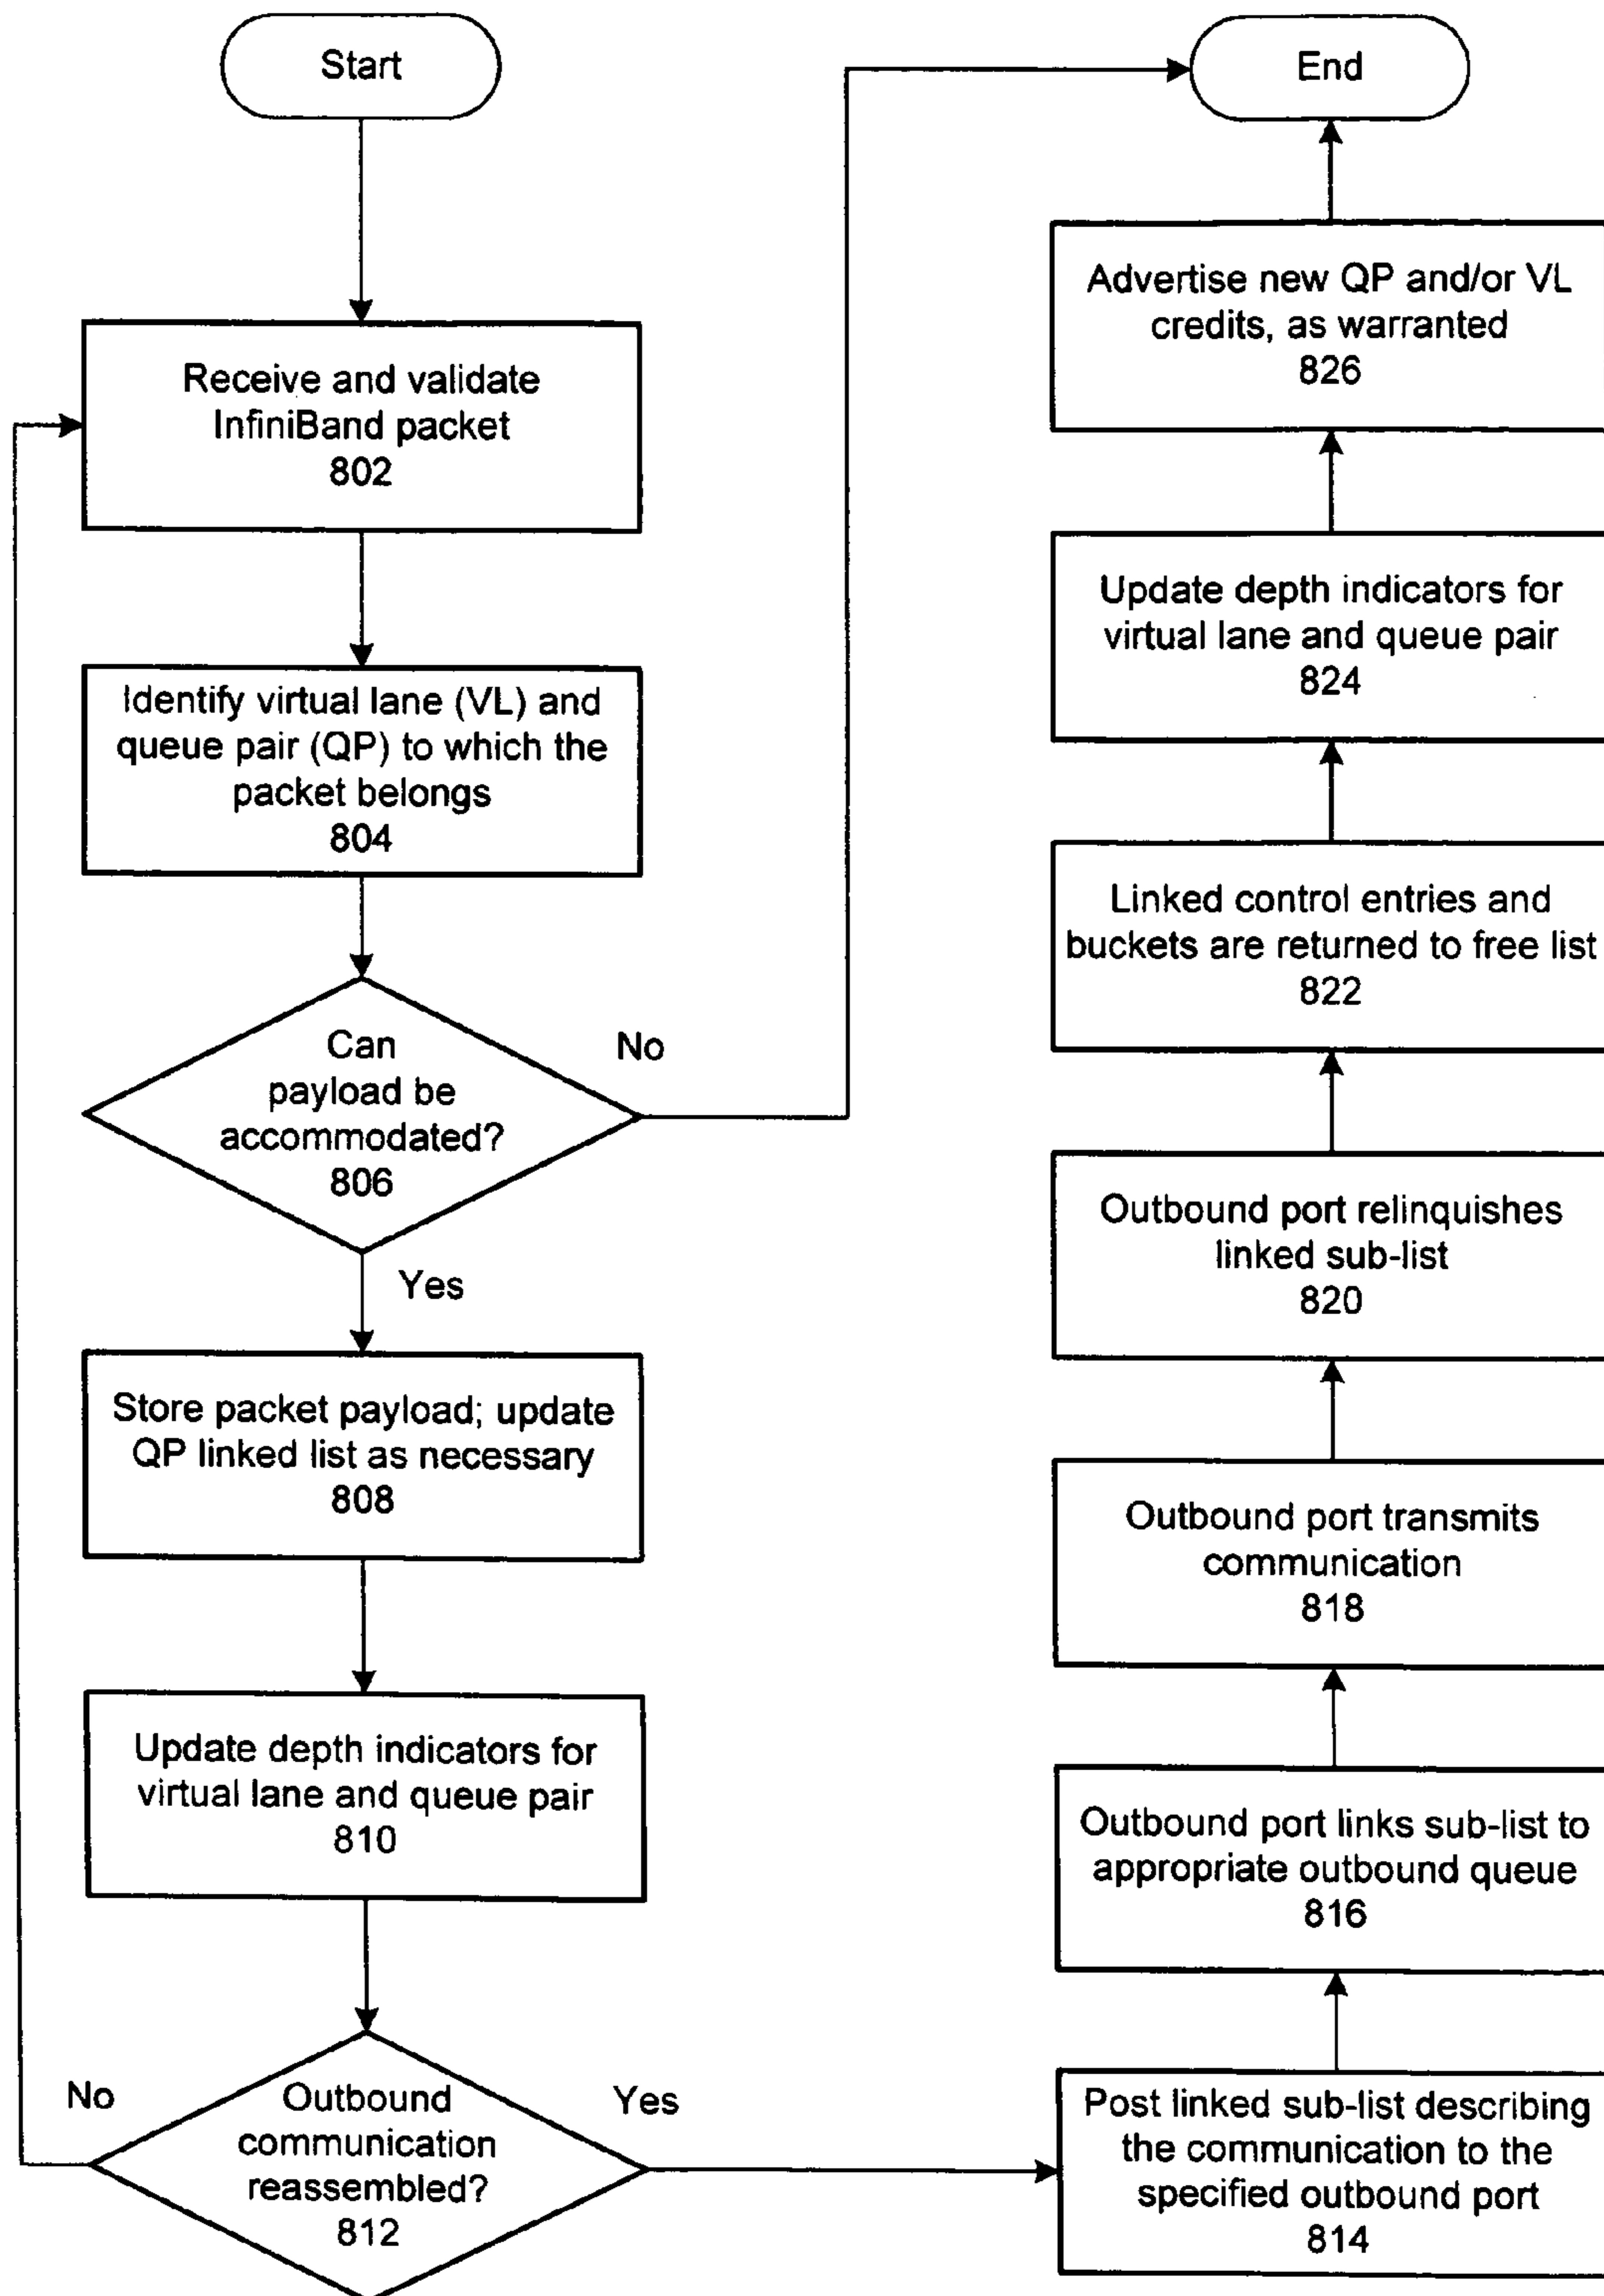 Start
Receive and validate
InfiniBand packet
802
Identify virtual lane (VL) and
queue pair (QP) to which the
packet belongs
804
Can
payload be
accommodated?
806
No
Yes
Store packet payload; update
QP linked list as necessary
808
Update depth indicators for
virtual lane and queue pair
810
Outbound
communication
reassembled?
812
No
Yes
Post linked sub-list describing
the communication to the
specified outbound port
814
Outbound port links sub-list to
appropriate outbound queue
816
Outbound port transmits
communication
818
Outbound port relinquishes
linked sub-list
820
Linked control entries and
buckets are returned to free list
822
Update depth indicators for
virtual lane and queue pair
824
Advertise new QP and/or VL
credits, as warranted
826
End